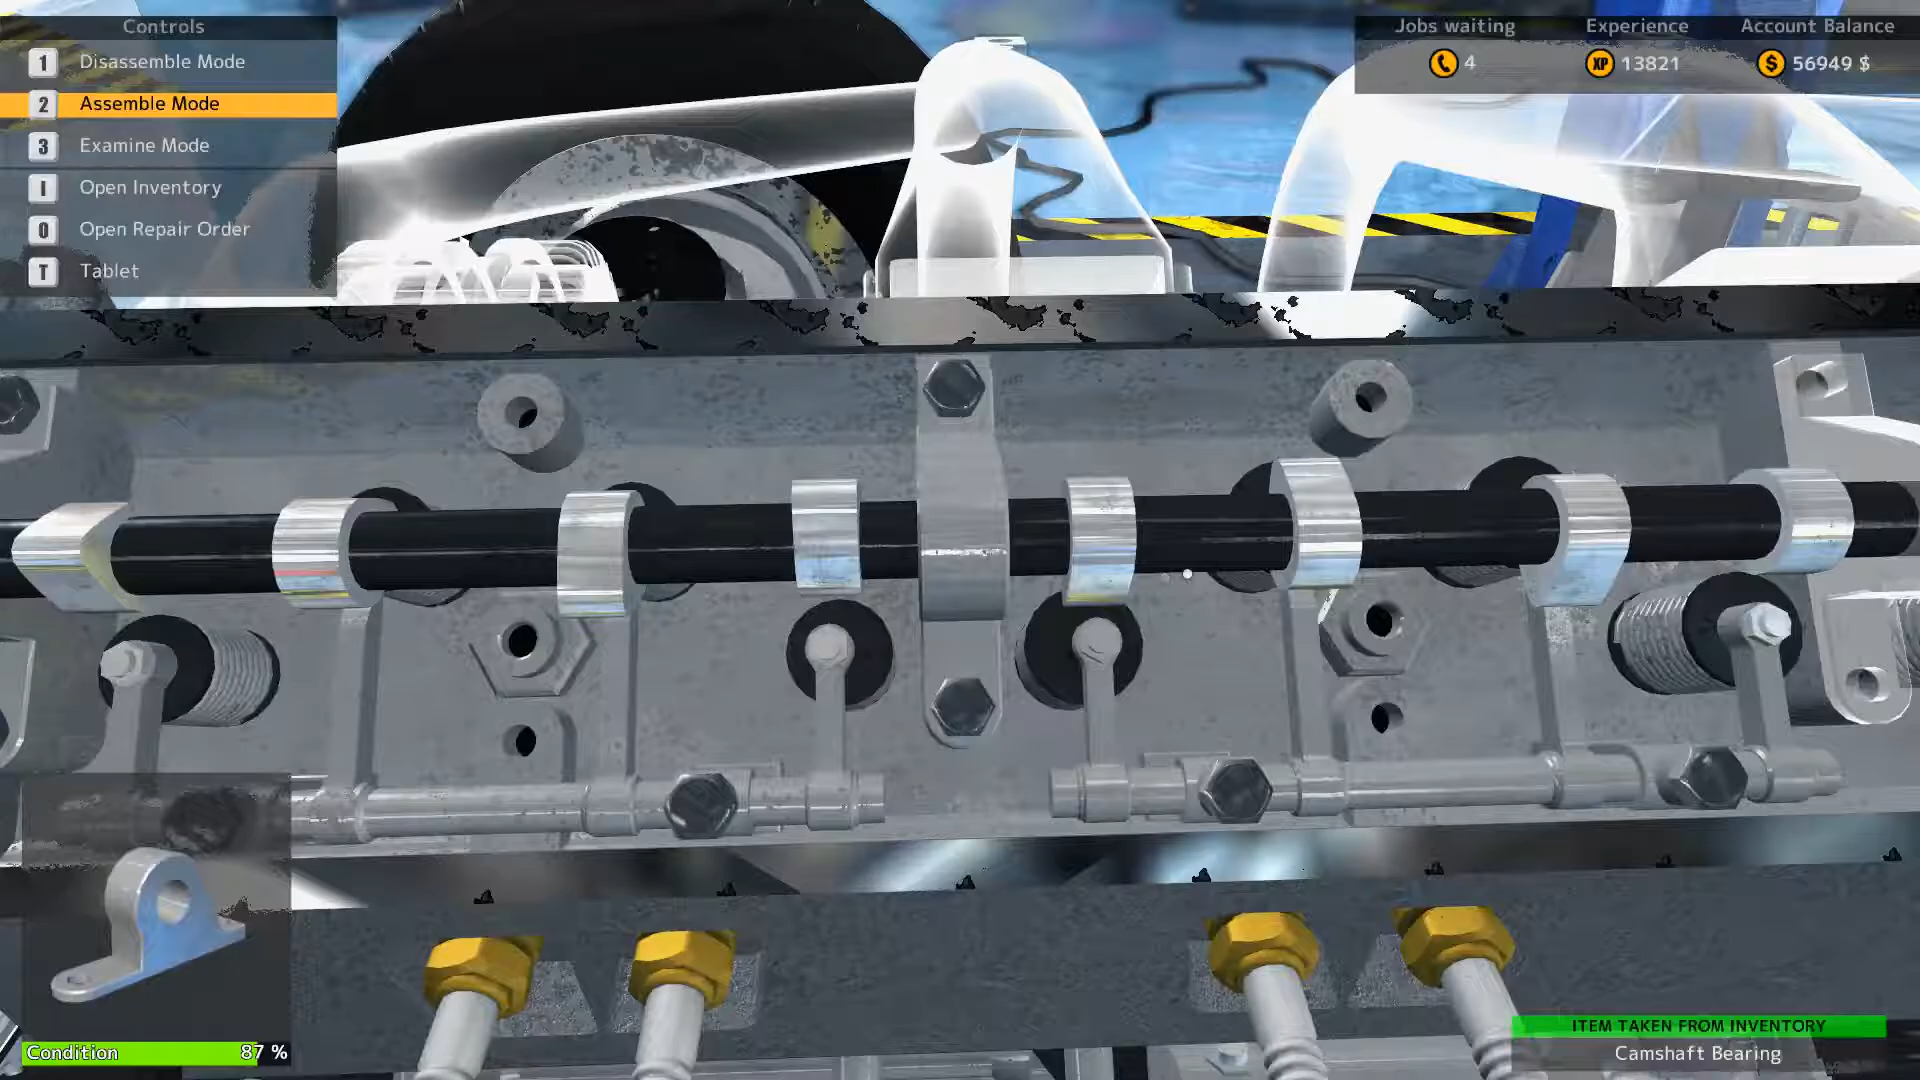 Controls
1 Disassemble Mode
2 Assemble Mode
3 Examine Mode
I Open Inventory
O Open Repair Order
T Tablet
Jobs waiting Experience Account Balance
4 XP 13821 $ 56949 $
Condition 87 %
ITEM TAKEN FROM INVENTORY
Camshaft Bearing